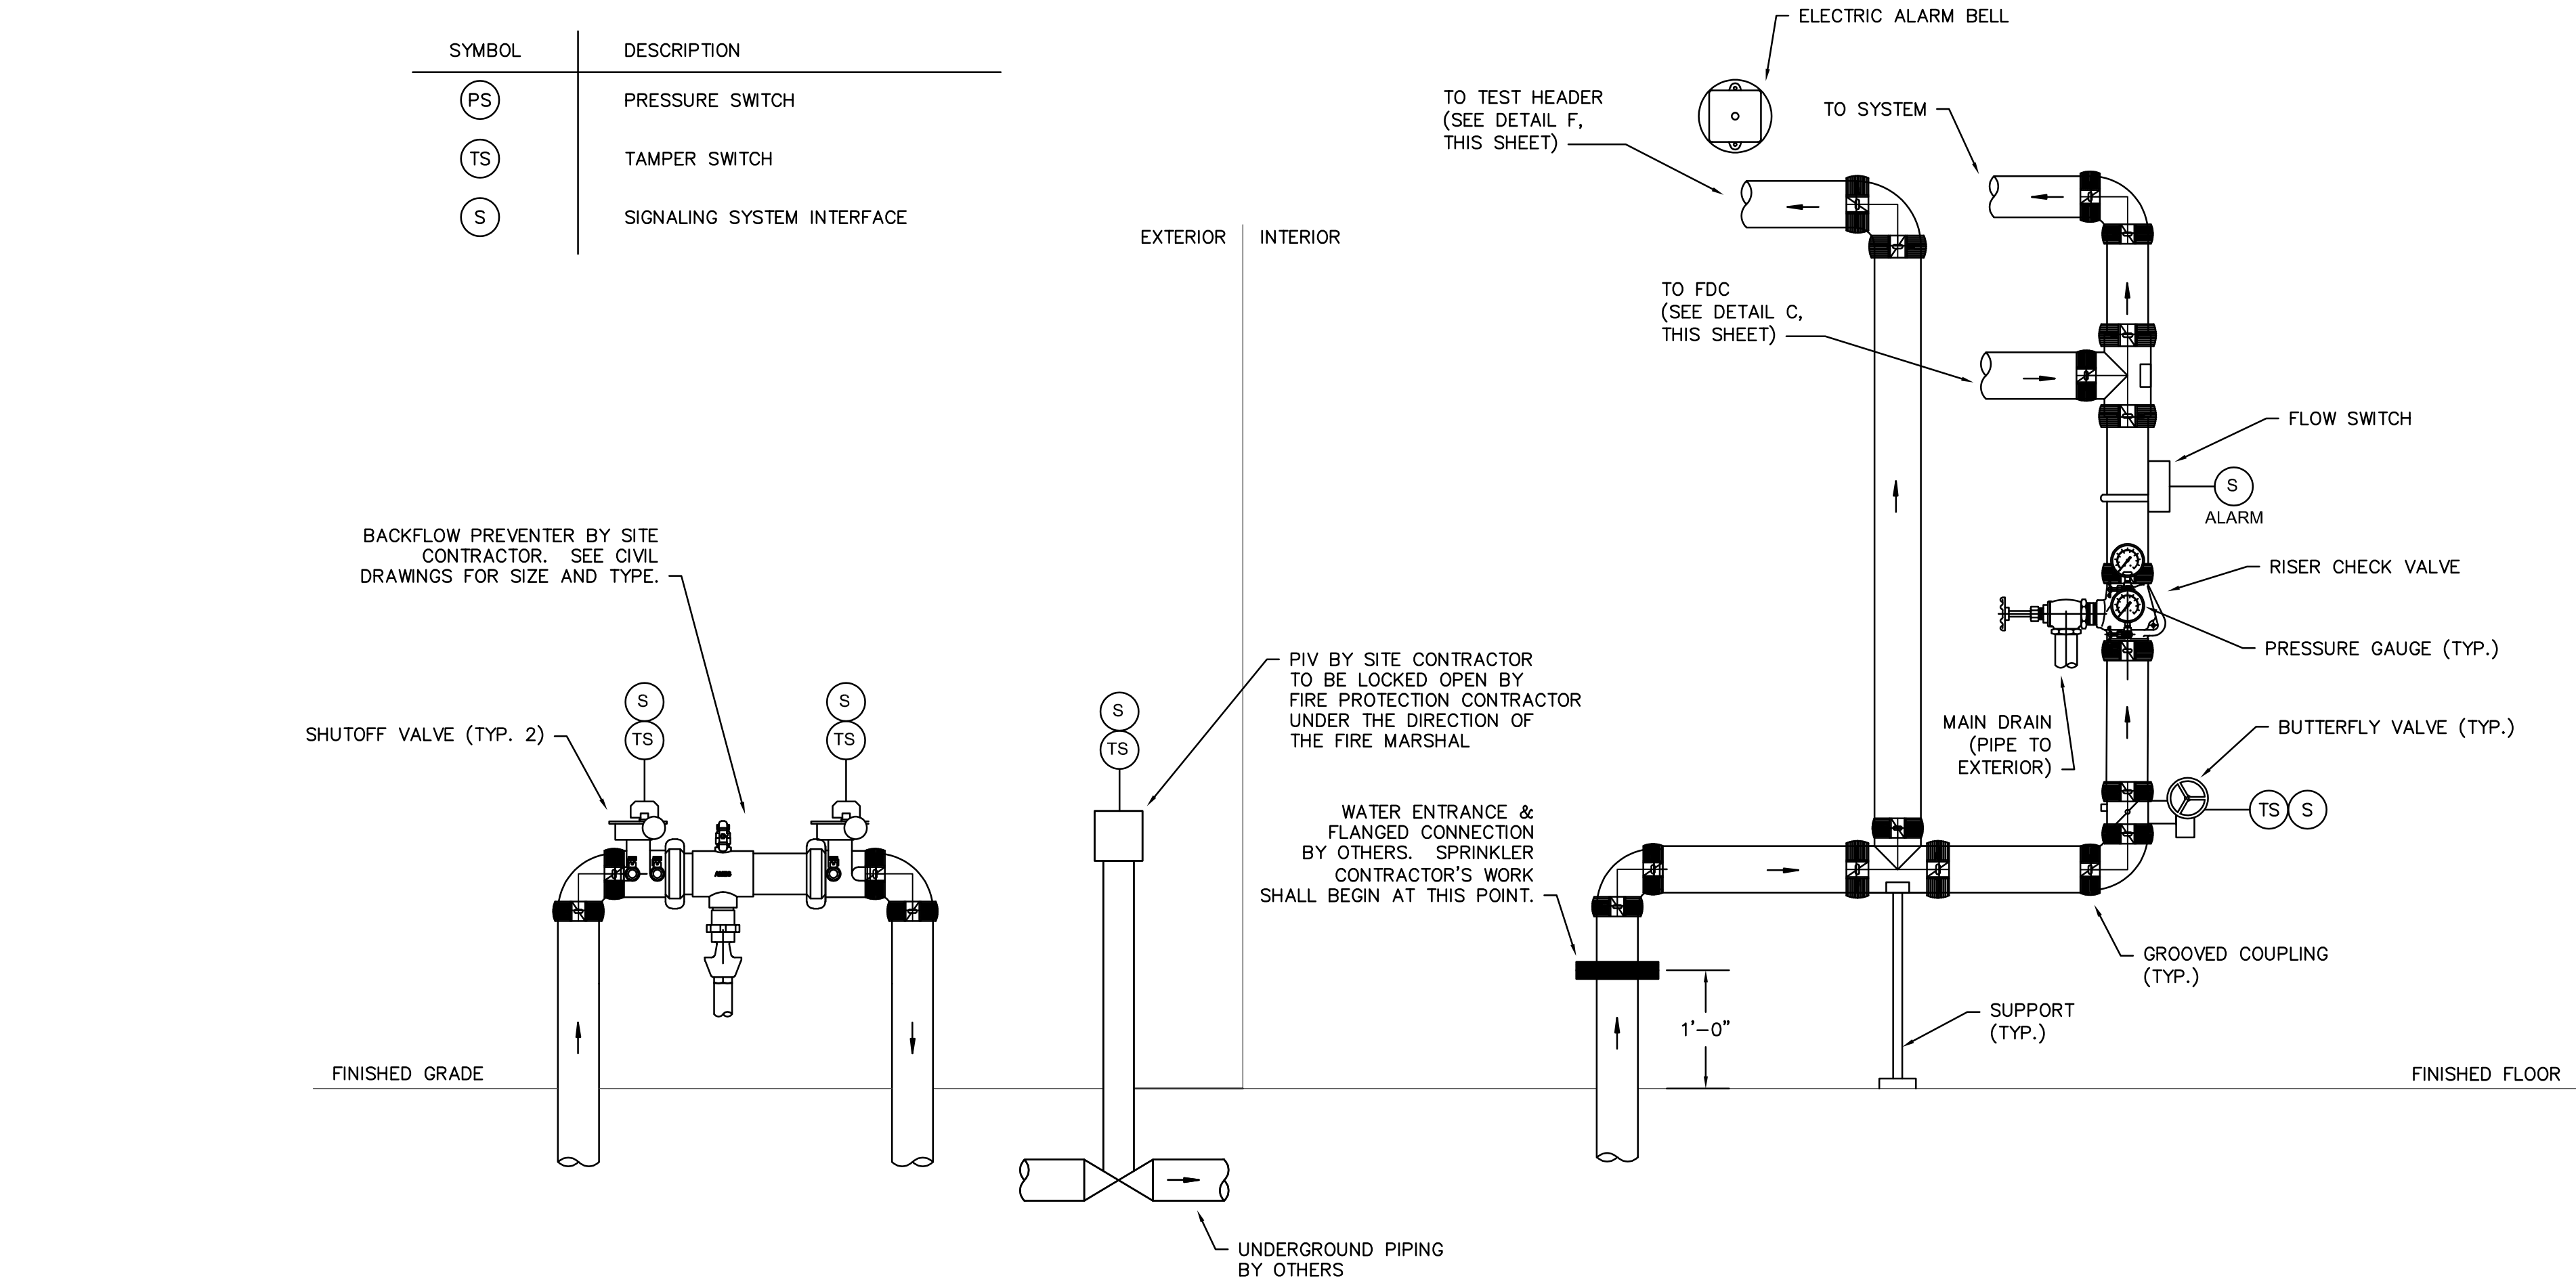 SYMBOL DESCRIPTION
PS PRESSURE SWITCH
TS TAMPER SWITCH
S SIGNALING SYSTEM INTERFACE
EXTERIOR INTERIOR
ELECTRIC ALARM BELL
TO TEST HEADER
(SEE DETAIL F,
THIS SHEET)
TO SYSTEM
TO FDC
(SEE DETAIL C,
THIS SHEET)
FLOW SWITCH
S
ALARM
BACKFLOW PREVENTER BY SITE
CONTRACTOR. SEE CIVIL
DRAWINGS FOR SIZE AND TYPE.
RISER CHECK VALVE
PRESSURE GAUGE (TYP.)
PIV BY SITE CONTRACTOR
TO BE LOCKED OPEN BY
FIRE PROTECTION CONTRACTOR
UNDER THE DIRECTION OF
THE FIRE MARSHAL
SHUTOFF VALVE (TYP. 2)
S
TS
S
TS
S
TS
MAIN DRAIN
(PIPE TO
EXTERIOR)
BUTTERFLY VALVE (TYP.)
TS S
WATER ENTRANCE &
FLANGED CONNECTION
BY OTHERS. SPRINKLER
CONTRACTOR'S WORK
SHALL BEGIN AT THIS POINT.
AMES
GROOVED COUPLING
(TYP.)
SUPPORT
(TYP.)
1'-0"
FINISHED GRADE
FINISHED FLOOR
UNDERGROUND PIPING
BY OTHERS